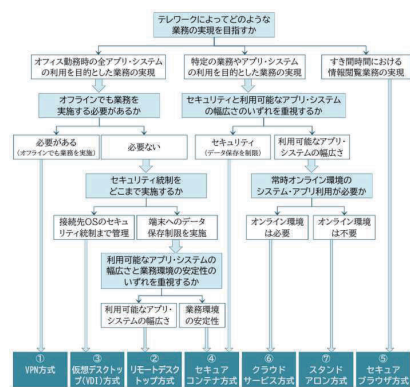 テレワークによってどのような
業務の実現を目指すか
オフィス勤務時の全アプリ・システム
の利用を目的とした業務の実現
特定の業務やアプリ・システム
の利用を目的とした業務の実現
すき間時間における
情報閲覧業務の実現
オフラインでも業務を
実施する必要があるか
セキュリティと利用可能なアプリ・システム
の幅広さのいずれを重視するか
必要がある
(オフラインでも業務を実施)
必要ない
セキュリティ
(データ保存を制限)
利用可能なアプリ・
システムの幅広さ
セキュリティ統制を
どこまで実施するか
常時オンライン環境の
システム・アプリ利用が必要か
接続先OSのセキュ
リティ統制まで管理
端末へのデータ
保存制限を実施
オンライン環境
は必要
オンライン環境
は不要
利用可能なアプリ・システムの
幅広さと業務環境の安定性の
いずれを重視するか
利用可能なアプリ・
システムの幅広さ
業務環境
の安定性
①
VPN方式
③
仮想デスクトッ
プ(VDI)方式
②
リモートデスク
トップ方式
④
セキュア
コンテナ方式
⑥
クラウド
サービス方式
⑦
スタンド
アロン方式
⑤
セキュア
ブラウザ方式